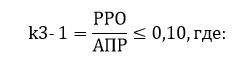 k3- 1 = РРО / АПР ≤ 0,10, где: